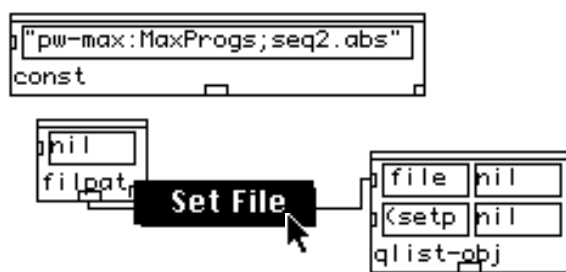 "pw-max:MaxProgs;seq2.abs"
const
nil
filpat
Set File
file nil
(setp nil
qlist-obj